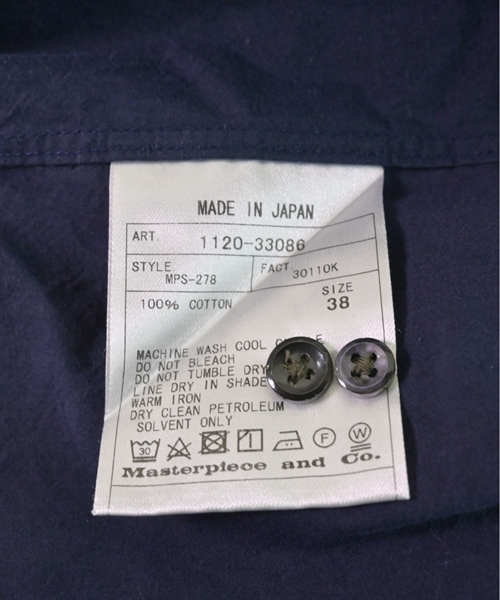 MADE IN JAPAN
ART. 1120-33086
STYLE MPS-278 FACT 30110K
100% COTTON SIZE 38
MACHINE WASH COOL
DO NOT BLEACH
DO NOT TUMBLE DRY
LINE DRY IN SHADE
WARM IRON
DRY CLEAN PETROLEUM
SOLVENT ONLY
30 F W
Masterpiece and Co.